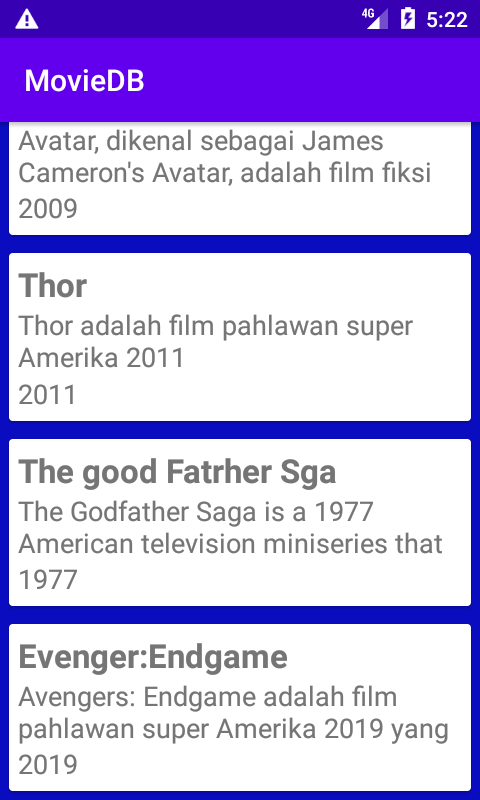 4G 5:22
MovieDB
Avatar, dikenal sebagai James
Cameron's Avatar, adalah film fiksi
2009
Thor
Thor adalah film pahlawan super
Amerika 2011
2011
The good Fatrher Sga
The Godfather Saga is a 1977
American television miniseries that
1977
Evenger:Endgame
Avengers: Endgame adalah film
pahlawan super Amerika 2019 yang
2019